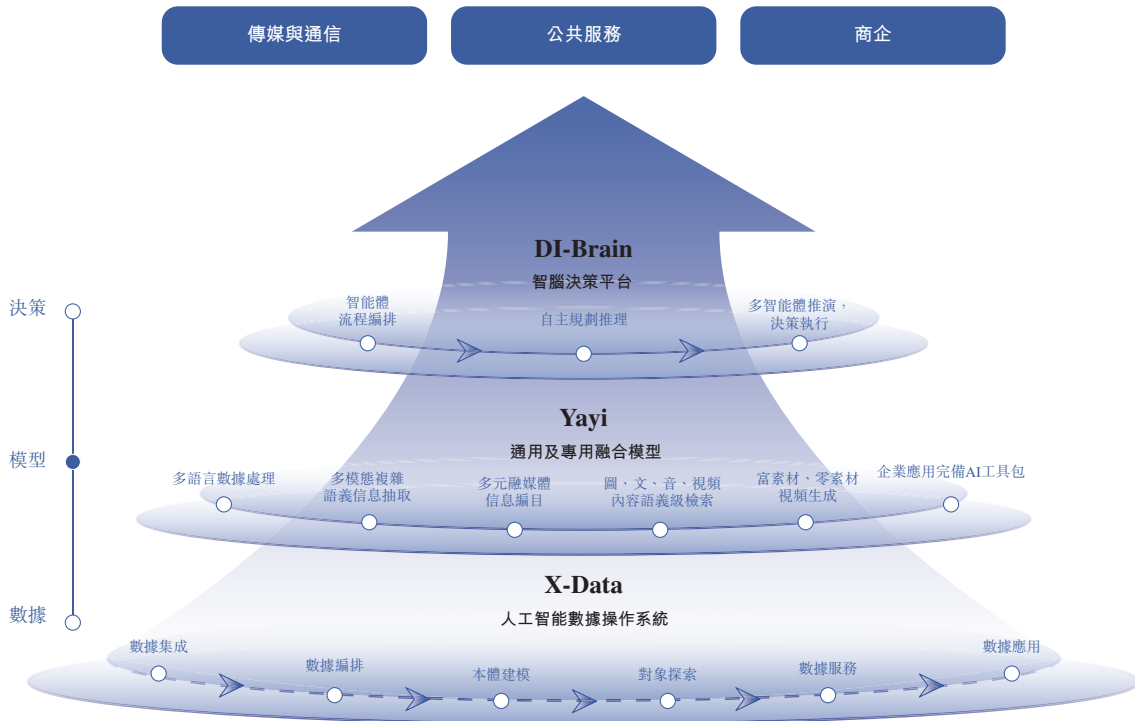 傳媒與通信
公共服務
商企
DI-Brain
智腦決策平台
決策
智能體
流程編排
自主規劃推理
多智能體推演，
決策執行
Yayi
通用及專用融合模型
模型
多語言數據處理
多模態複雜
語義信息抽取
多元融媒體
信息編目
圖、文、音、視頻
內容語義級檢索
富素材、零素材
視頻生成
企業應用完備AI工具包
X-Data
人工智能數據操作系統
數據
數據集成
數據編排
本體建模
對象探索
數據服務
數據應用